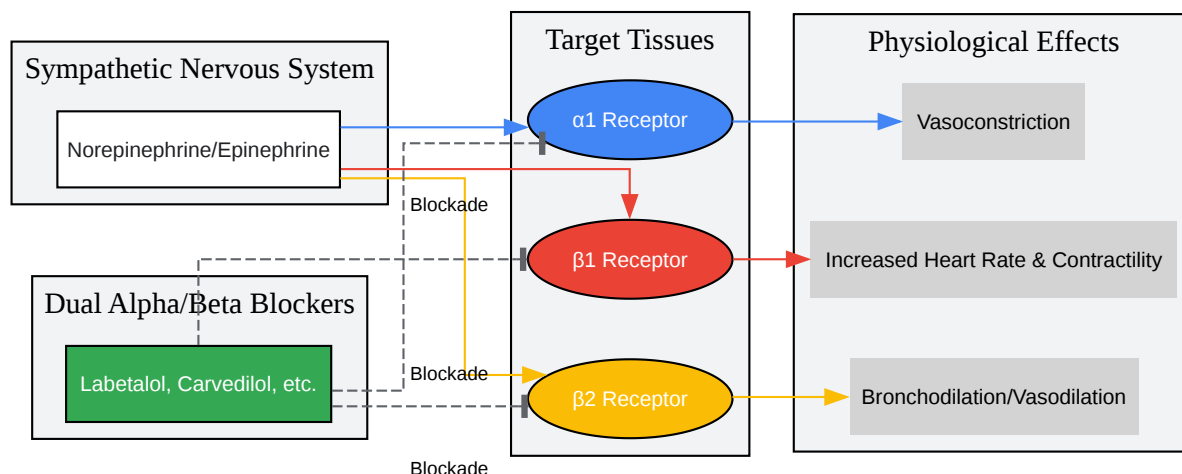 Sympathetic Nervous System
Norepinephrine/Epinephrine
Dual Alpha/Beta Blockers
Labetalol, Carvedilol, etc.
Blockade
Blockade
Blockade
Target Tissues
α1 Receptor
β1 Receptor
β2 Receptor
Physiological Effects
Vasoconstriction
Increased Heart Rate & Contractility
Bronchodilation/Vasodilation